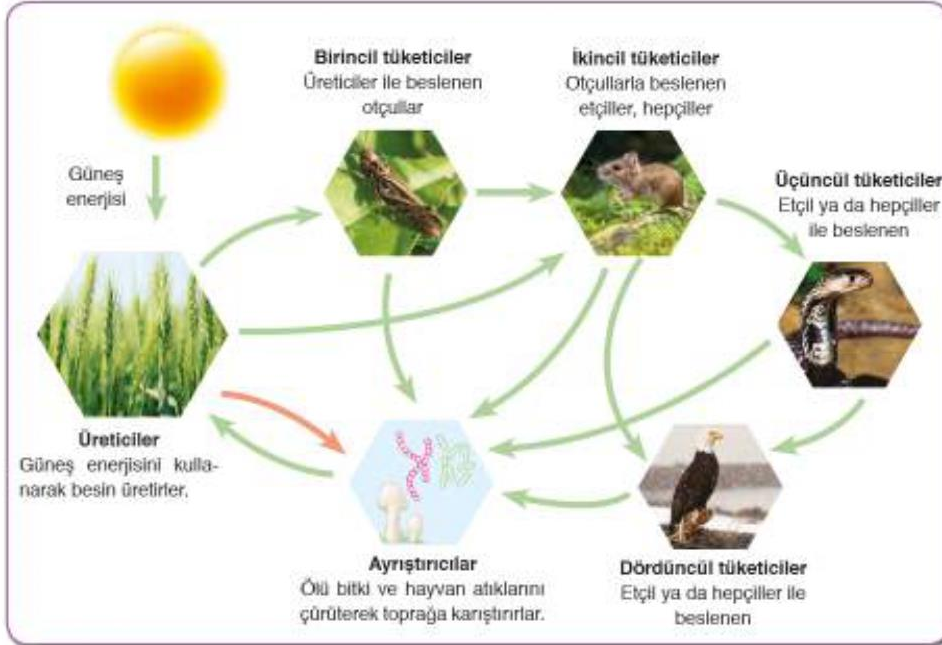 Güneş
enerjisi
Birincil tüketiciler
Üreticiler ile beslenen
otçullar
İkincil tüketiciler
Otçullarla beslenen
etçiller, hepçiller
Üçüncül tüketiciler
Etçil ya da hepçiller
ile beslenen
Üreticiler
Güneş enerjisini kulla-
narak besin üretirler.
Ayrıştırıcılar
Ölü bitki ve hayvan atıklarını
çürüterek toprağa karıştırırlar.
Dördüncül tüketiciler
Etçil ya da hepçiller ile
beslenen